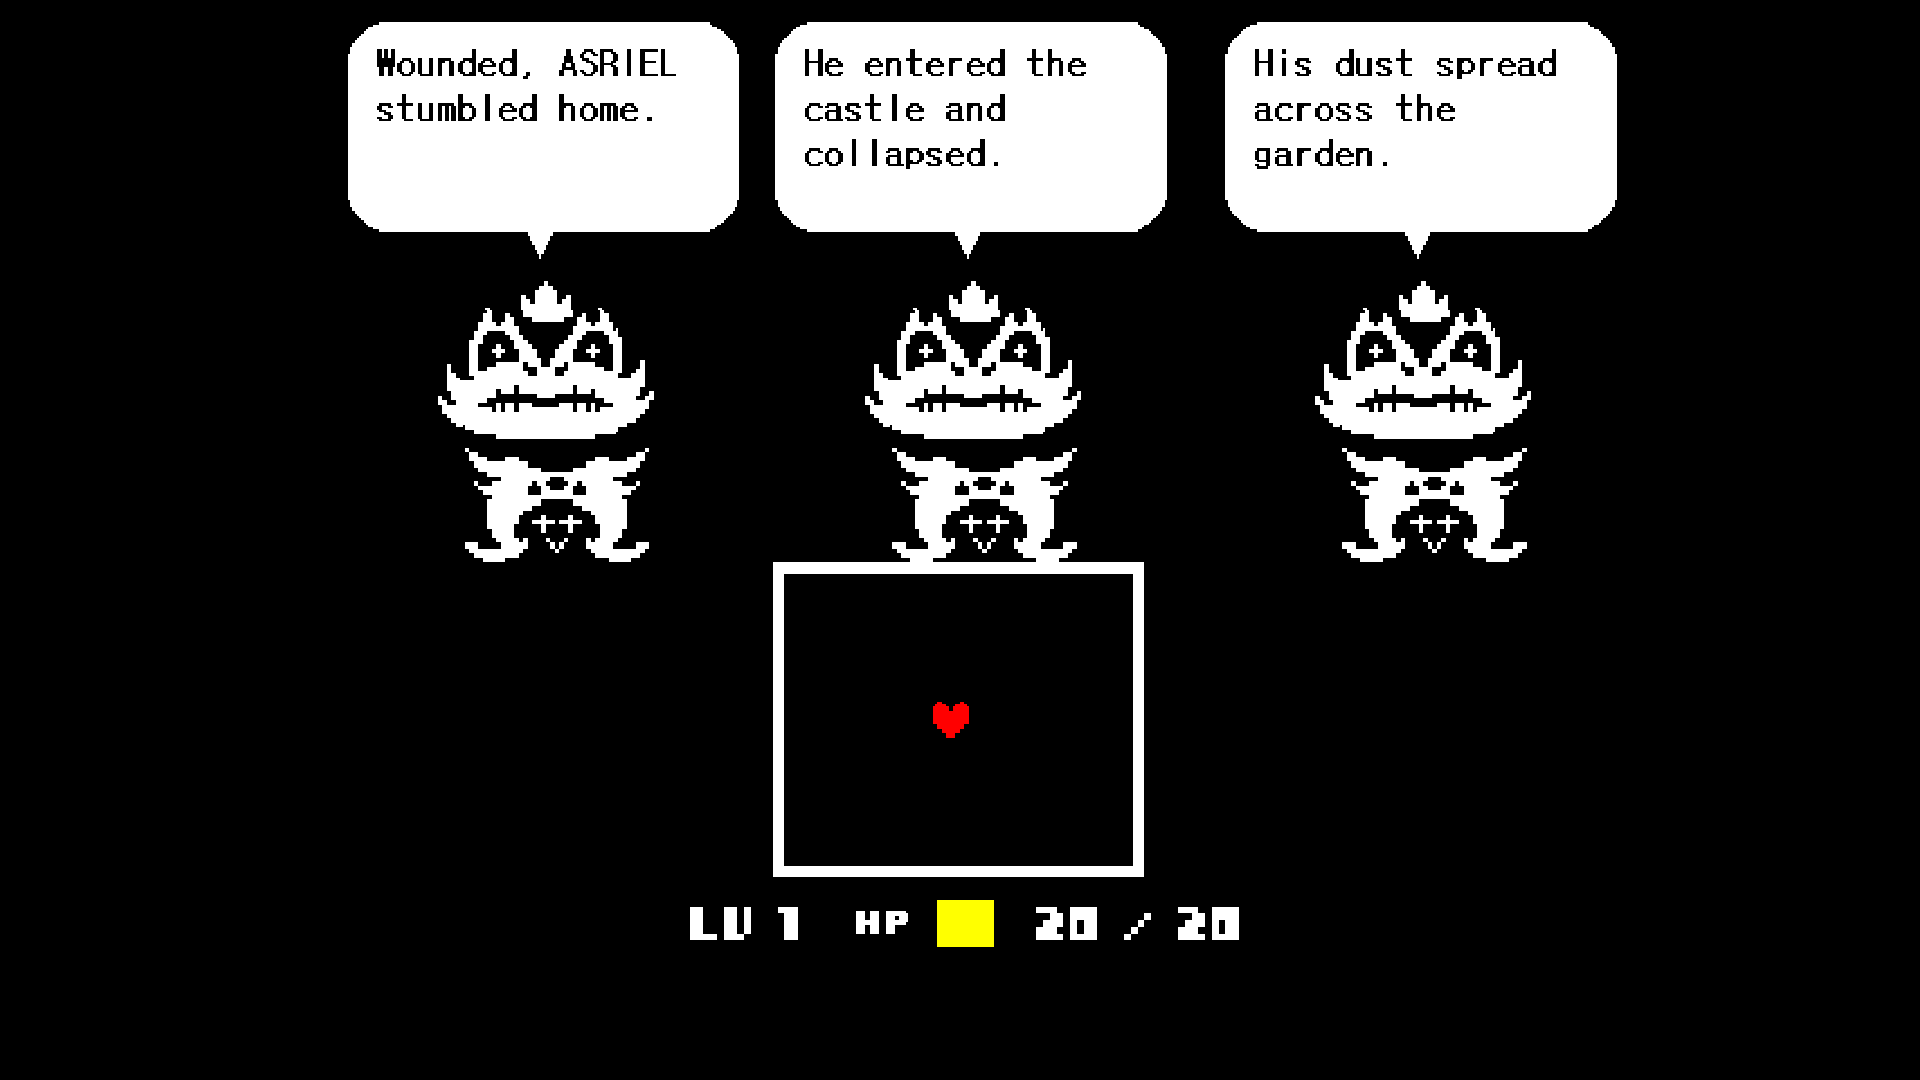 Wounded, ASRIEL
stumbled home.
He entered the
castle and
collapsed.
His dust spread
across the
garden.
LV 1 HP 20 / 20